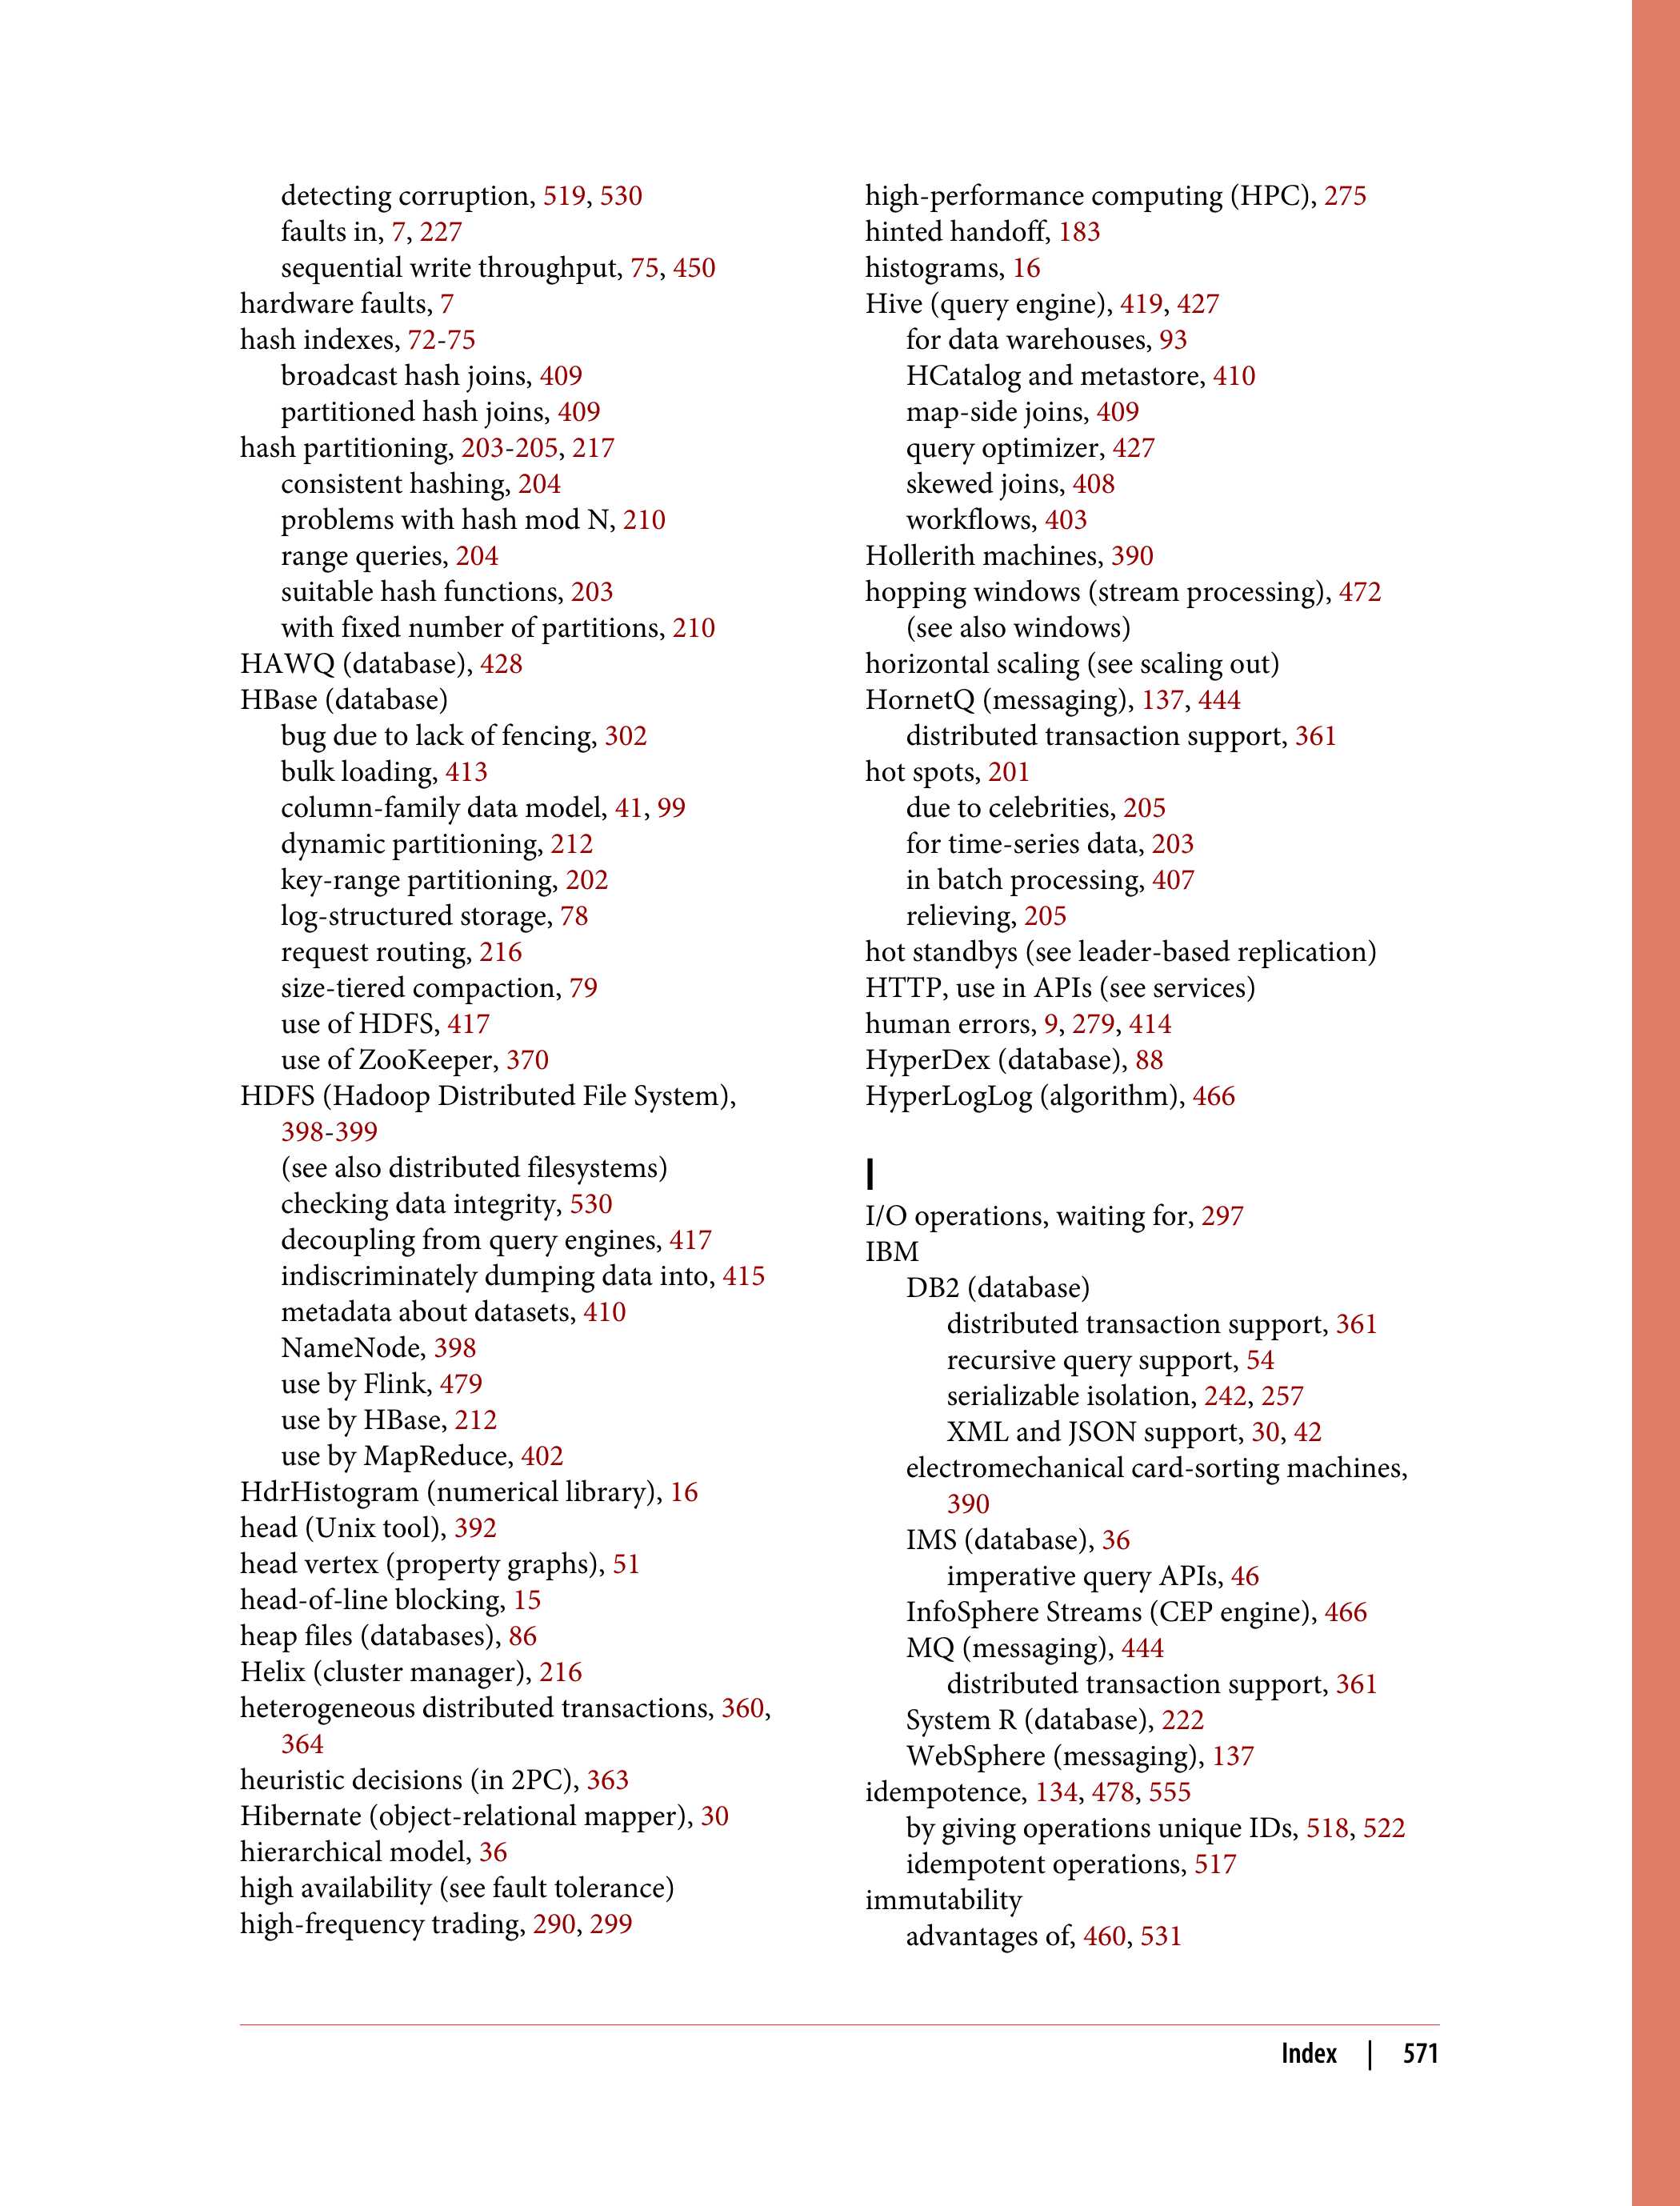 detecting corruption, 519, 530
faults in, 7, 227
sequential write throughput, 75, 450
hardware faults, 7
hash indexes, 72-75
broadcast hash joins, 409
partitioned hash joins, 409
hash partitioning, 203-205, 217
consistent hashing, 204
problems with hash mod N, 210
range queries, 204
suitable hash functions, 203
with fixed number of partitions, 210
HAWQ (database), 428
HBase (database)
bug due to lack of fencing, 302
bulk loading, 413
column-family data model, 41, 99
dynamic partitioning, 212
key-range partitioning, 202
log-structured storage, 78
request routing, 216
size-tiered compaction, 79
use of HDFS, 417
use of ZooKeeper, 370
HDFS (Hadoop Distributed File System),
398-399
(see also distributed filesystems)
checking data integrity, 530
decoupling from query engines, 417
indiscriminately dumping data into, 415
metadata about datasets, 410
NameNode, 398
use by Flink, 479
use by HBase, 212
use by MapReduce, 402
HdrHistogram (numerical library), 16
head (Unix tool), 392
head vertex (property graphs), 51
head-of-line blocking, 15
heap files (databases), 86
Helix (cluster manager), 216
heterogeneous distributed transactions, 360,
364
heuristic decisions (in 2PC), 363
Hibernate (object-relational mapper), 30
hierarchical model, 36
high availability (see fault tolerance)
high-frequency trading, 290, 299
high-performance computing (HPC), 275
hinted handoff, 183
histograms, 16
Hive (query engine), 419, 427
for data warehouses, 93
HCatalog and metastore, 410
map-side joins, 409
query optimizer, 427
skewed joins, 408
workflows, 403
Hollerith machines, 390
hopping windows (stream processing), 472
(see also windows)
horizontal scaling (see scaling out)
HornetQ (messaging), 137, 444
distributed transaction support, 361
hot spots, 201
due to celebrities, 205
for time-series data, 203
in batch processing, 407
relieving, 205
hot standbys (see leader-based replication)
HTTP, use in APIs (see services)
human errors, 9, 279, 414
HyperDex (database), 88
HyperLogLog (algorithm), 466
I
I/O operations, waiting for, 297
IBM
DB2 (database)
distributed transaction support, 361
recursive query support, 54
serializable isolation, 242, 257
XML and JSON support, 30, 42
electromechanical card-sorting machines,
390
IMS (database), 36
imperative query APIs, 46
InfoSphere Streams (CEP engine), 466
MQ (messaging), 444
distributed transaction support, 361
System R (database), 222
WebSphere (messaging), 137
idempotence, 134, 478, 555
by giving operations unique IDs, 518, 522
idempotent operations, 517
immutability
advantages of, 460, 531
Index | 571